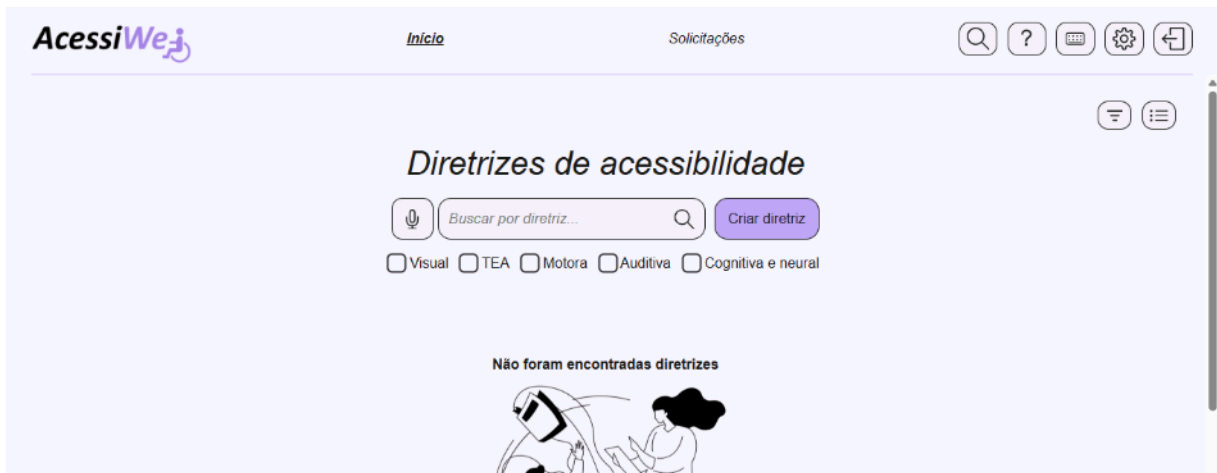 AcessiWe
Início
Solicitações
?
Diretrizes de acessibilidade
Buscar por diretriz...
Criar diretriz
Visual TEA Motora Auditiva Cognitiva e neural
Não foram encontradas diretrizes